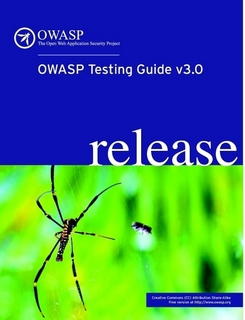 OWASP
The Open Web Application Security Project
OWASP Testing Guide v3.0
release
Creative Commons (CC) Attribution Share-Alike
Free version at http://www.owasp.org